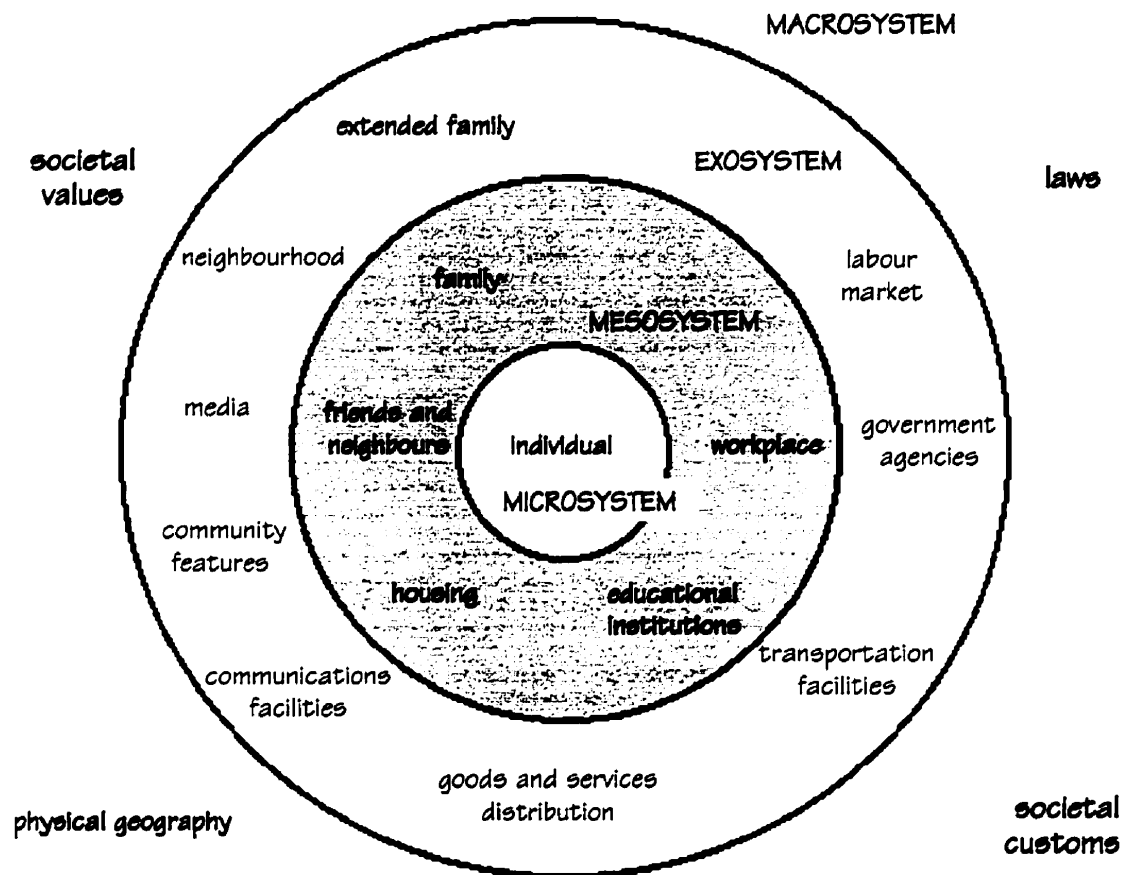 MACROSYSTEM
extended family
societal
values
EXOSYSTEM
laws
neighbourhood
labour
market
family
MESOSYSTEM
media
friends and
neighbours
individual
workplace
government
agencies
MICROSYSTEM
community
features
housing
educational
institutions
transportation
facilities
communications
facilities
goods and services
distribution
physical geography
societal
customs